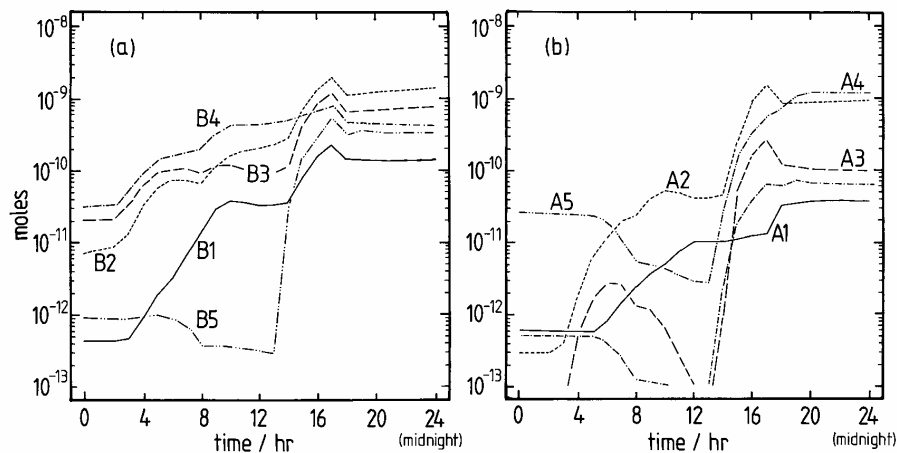 (a)
10⁻⁸
10⁻⁹
10⁻¹⁰
10⁻¹¹
10⁻¹²
10⁻¹³
moles
B4
B3
B2
B1
B5
0 4 8 12 16 20 24
time / hr
(midnight)
(b)
10⁻⁸
10⁻⁹
10⁻¹⁰
10⁻¹¹
10⁻¹²
10⁻¹³
A4
A3
A5
A2
A1
0 4 8 12 16 20 24
time / hr
(midnight)